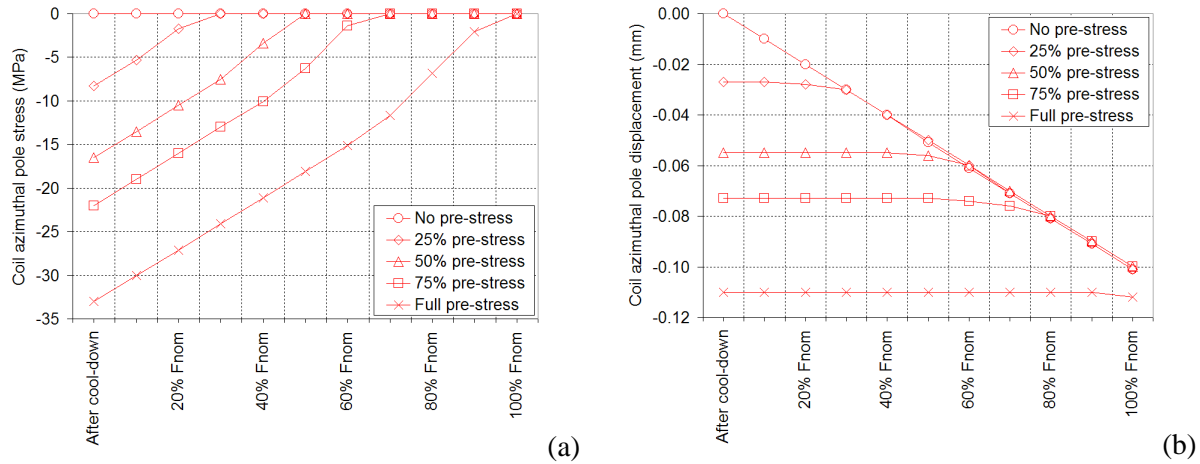 Coil azimuthal pole stress (MPa)
0
-5
-10
-15
-20
-25
-30
-35
No pre-stress
25% pre-stress
50% pre-stress
75% pre-stress
Full pre-stress
After cool-down
20% Fnom
40% Fnom
60% Fnom
80% Fnom
100% Fnom
(a)
Coil azimuthal pole displacement (mm)
0.00
-0.02
-0.04
-0.06
-0.08
-0.10
-0.12
No pre-stress
25% pre-stress
50% pre-stress
75% pre-stress
Full pre-stress
After cool-down
20% Fnom
40% Fnom
60% Fnom
80% Fnom
100% Fnom
(b)